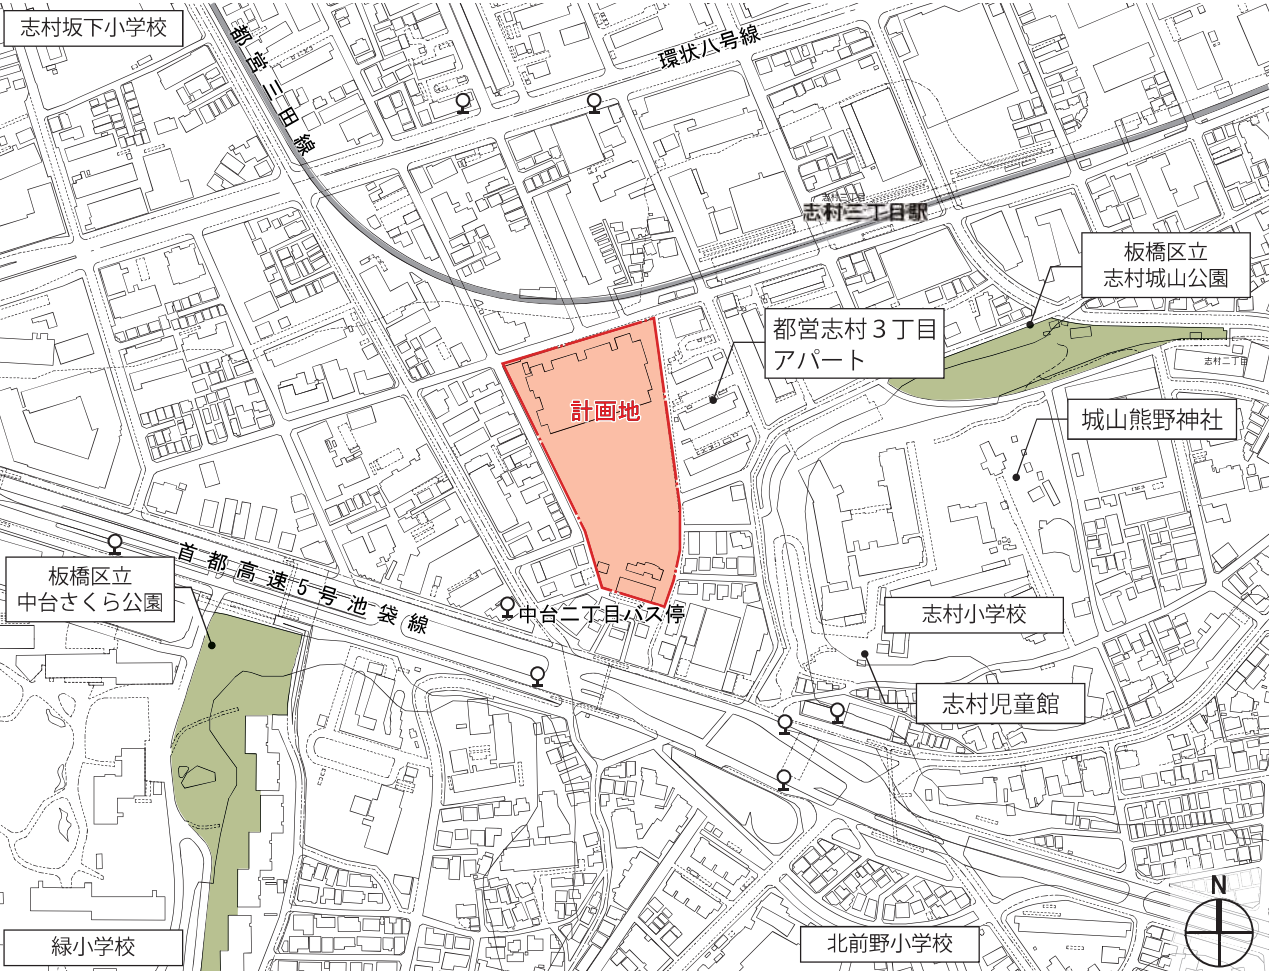 志村坂下小学校
都営三田線
環状八号線
志村三丁目駅
板橋区立
志村城山公園
都営志村3丁目
アパート
志村二丁目
計画地
城山熊野神社
首都高速5号池袋線
板橋区立
中台さくら公園
中台二丁目バス停
志村小学校
志村児童館
緑小学校
北前野小学校
N